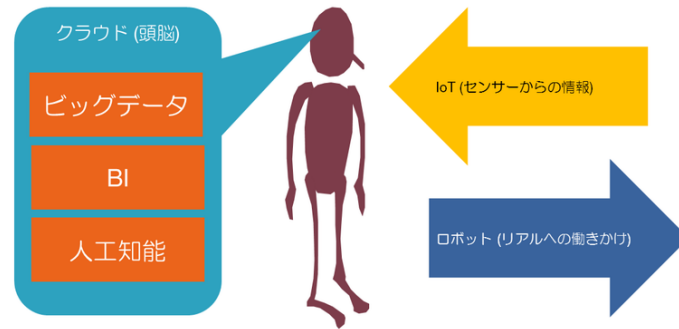 クラウド (頭脳)
ビッグデータ
BI
人工知能
IoT (センサーからの情報)
ロボット (リアルへの働きかけ)